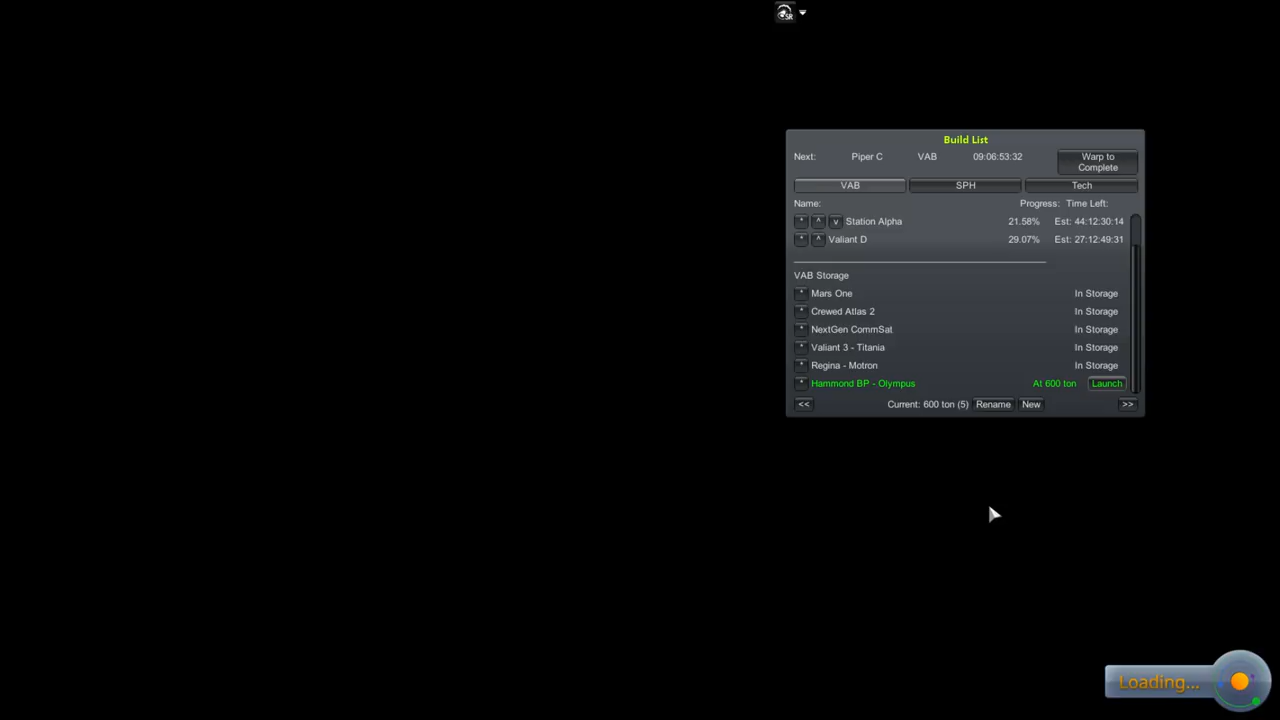 SR
Build List
Next: Piper C VAB 09:06:53:32 Warp to Complete
VAB SPH Tech
Name: Progress: Time Left:
* ^ v Station Alpha 21.58% Est: 44:12:30:14
* ^ Valiant D 29.07% Est: 27:12:49:31
VAB Storage
* Mars One In Storage
* Crewed Atlas 2 In Storage
* NextGen CommSat In Storage
* Valiant 3 - Titania In Storage
* Regina - Motron In Storage
* Hammond BP - Olympus At 600 ton Launch
<< Current: 600 ton (5) Rename New >>
Loading...